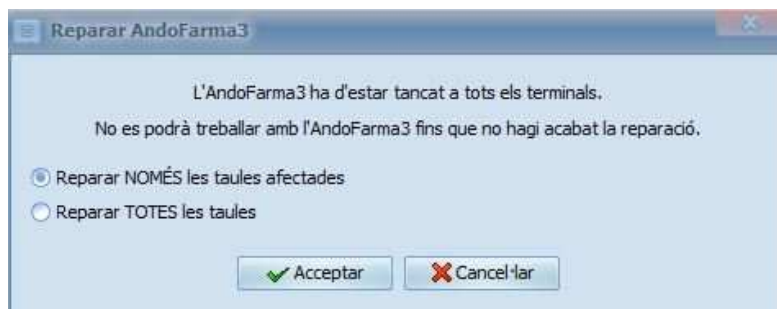 Reparar AndoFarma3
L'AndoFarma3 ha d'estar tancat a tots els terminals.
No es podrà treballar amb l'AndoFarma3 fins que no hagi acabat la reparació.
Reparar NOMÉS les taules afectades
Reparar TOTES les taules
Acceptar
Cancel·lar